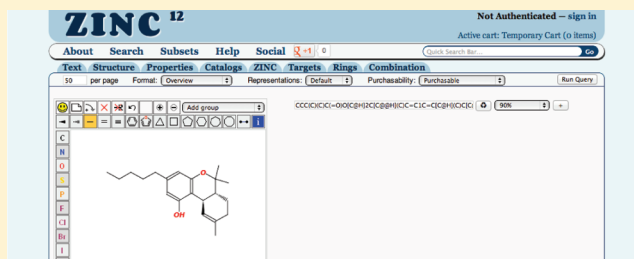 ZINC 12
Not Authenticated — sign in
Active cart: Temporary Cart (0 items)
About Search Subsets Help Social +1 0
Quick Search Bar... Go
Text Structure Properties Catalogs ZINC Targets Rings Combination
50 per page Format: Overview Representations: Default Purchasability: Purchasable Run Query
Add group
90% +
C
N
O
S
P
F
Cl
Br
I
O
OH